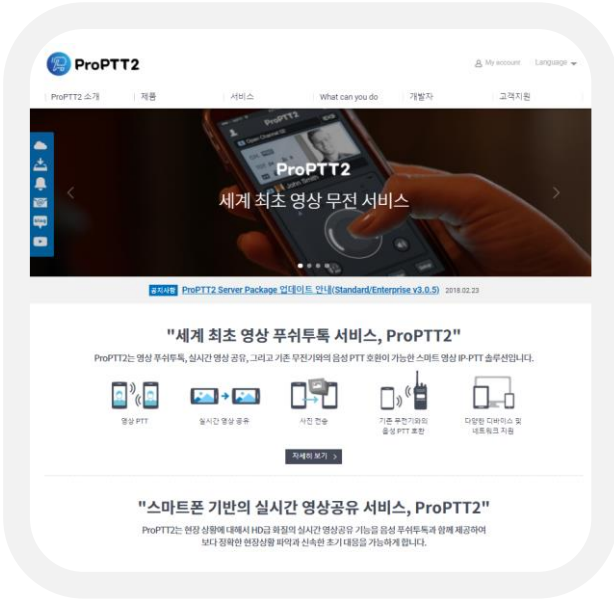 ProPTT2
My account Language
ProPTT2 소개 제품 서비스 What can you do 개발자 고객지원
ProPTT2
ProPTT2
세계 최초 영상 무전 서비스
blog
공지사항 ProPTT2 Server Package 업데이트 안내(Standard/Enterprise v3.0.5) 2018.02.23
"세계 최초 영상 푸쉬투톡 서비스, ProPTT2"
ProPTT2는 영상 푸쉬투톡, 실시간 영상 공유, 그리고 기존 무전기와의 음성 PTT 호환이 가능한 스마트 영상 IP-PTT 솔루션입니다.
영상 PTT
실시간 영상 공유
사진 전송
기존 무전기와의
음성 PTT 호환
다양한 디바이스 및
네트워크 지원
자세히 보기 >
"스마트폰 기반의 실시간 영상공유 서비스, ProPTT2"
ProPTT2는 현장 상황에 대해서 HD급 화질의 실시간 영상공유 기능을 음성 푸쉬투톡과 함께 제공하여
보다 정확한 현장상황 파악과 신속한 초기 대응을 가능하게 합니다.